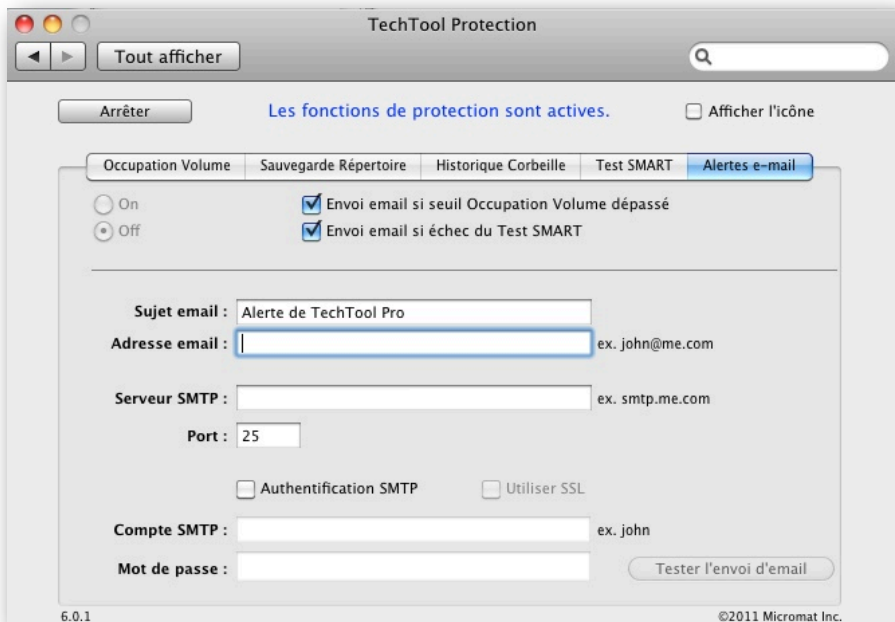 TechTool Protection
Tout afficher
Arrêter Les fonctions de protection sont actives. Afficher l'icône
Occupation Volume Sauvegarde Répertoire Historique Corbeille Test SMART Alertes e-mail
On Envoi email si seuil Occupation Volume dépassé
Off Envoi email si échec du Test SMART
Sujet email : Alerte de TechTool Pro
Adresse email : ex. john@me.com
Serveur SMTP : ex. smtp.me.com
Port : 25
Authentification SMTP Utiliser SSL
Compte SMTP : ex. john
Mot de passe : Tester l'envoi d'email
6.0.1 ©2011 Micromat Inc.